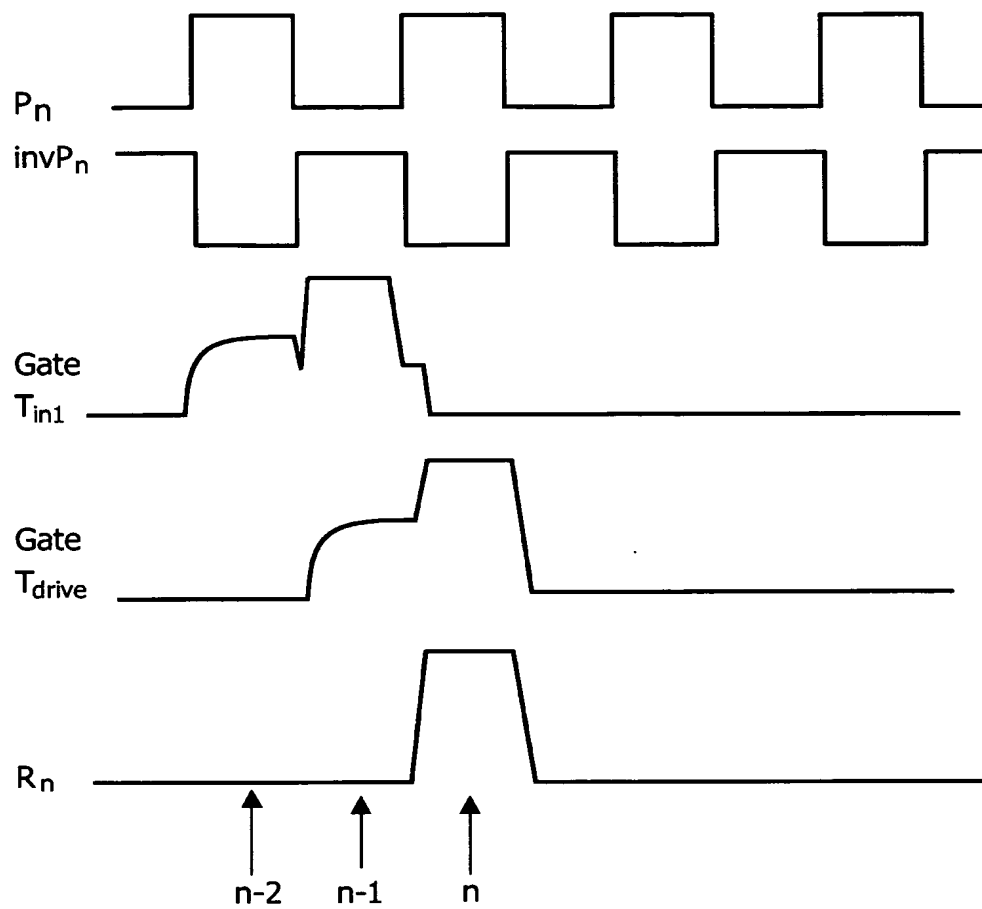 Pn
invPn
Gate
Tin1
Gate
Tdrive
Rn
n-2 n-1 n